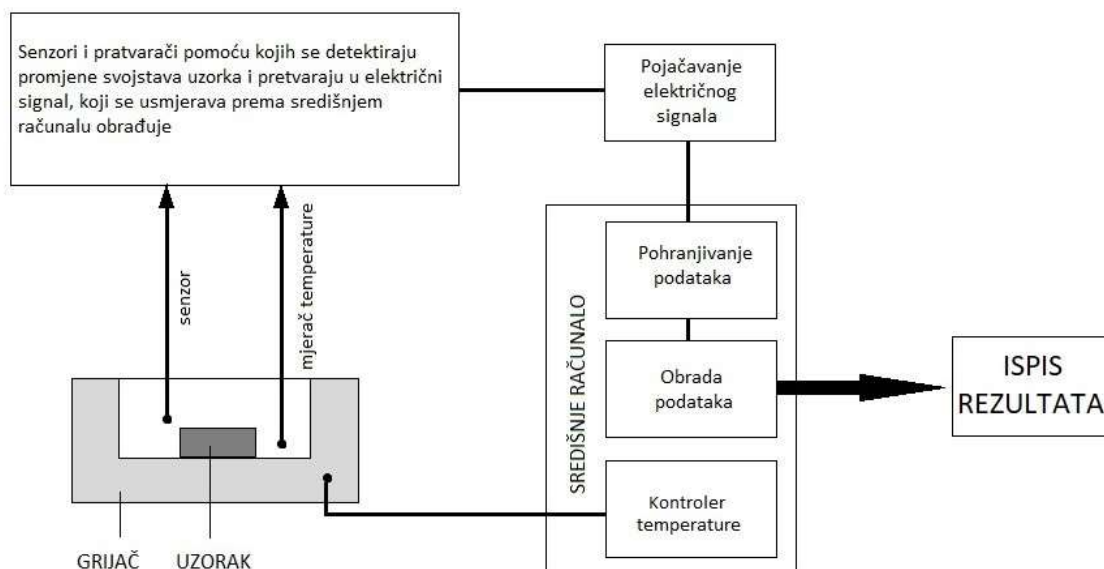 Senzori i pratvarači pomoću kojih se detektiraju
promjene svojstava uzorka i pretvaraju u električni
signal, koji se usmjerava prema središnjem
računalu obrađuje
Pojačavanje
električnog
signala
senzor
mjerač temperature
SREDIŠNJE RAČUNALO
Pohranjivanje
podataka
Obrada
podataka
ISPIS
REZULTATA
Kontroler
temperature
GRIJAČ
UZORAK